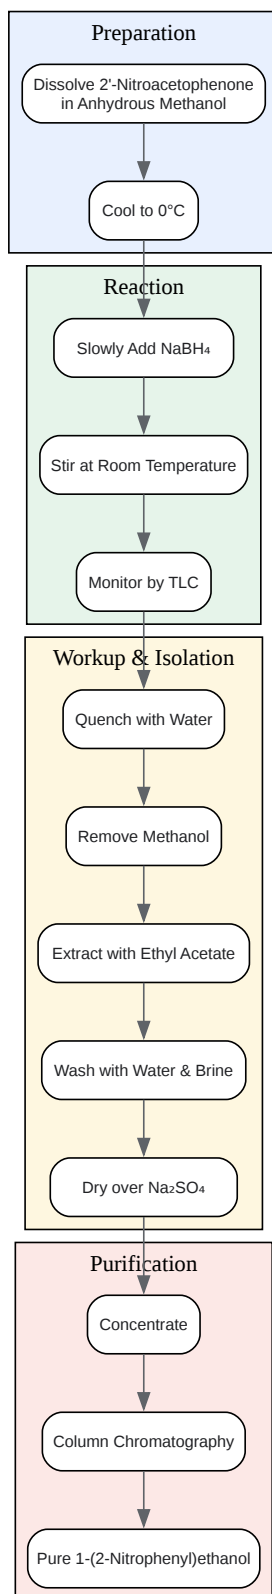 Preparation
Dissolve 2'-Nitroacetophenone
in Anhydrous Methanol
Cool to 0°C
Reaction
Slowly Add NaBH₄
Stir at Room Temperature
Monitor by TLC
Workup & Isolation
Quench with Water
Remove Methanol
Extract with Ethyl Acetate
Wash with Water & Brine
Dry over Na₂SO₄
Purification
Concentrate
Column Chromatography
Pure 1-(2-Nitrophenyl)ethanol